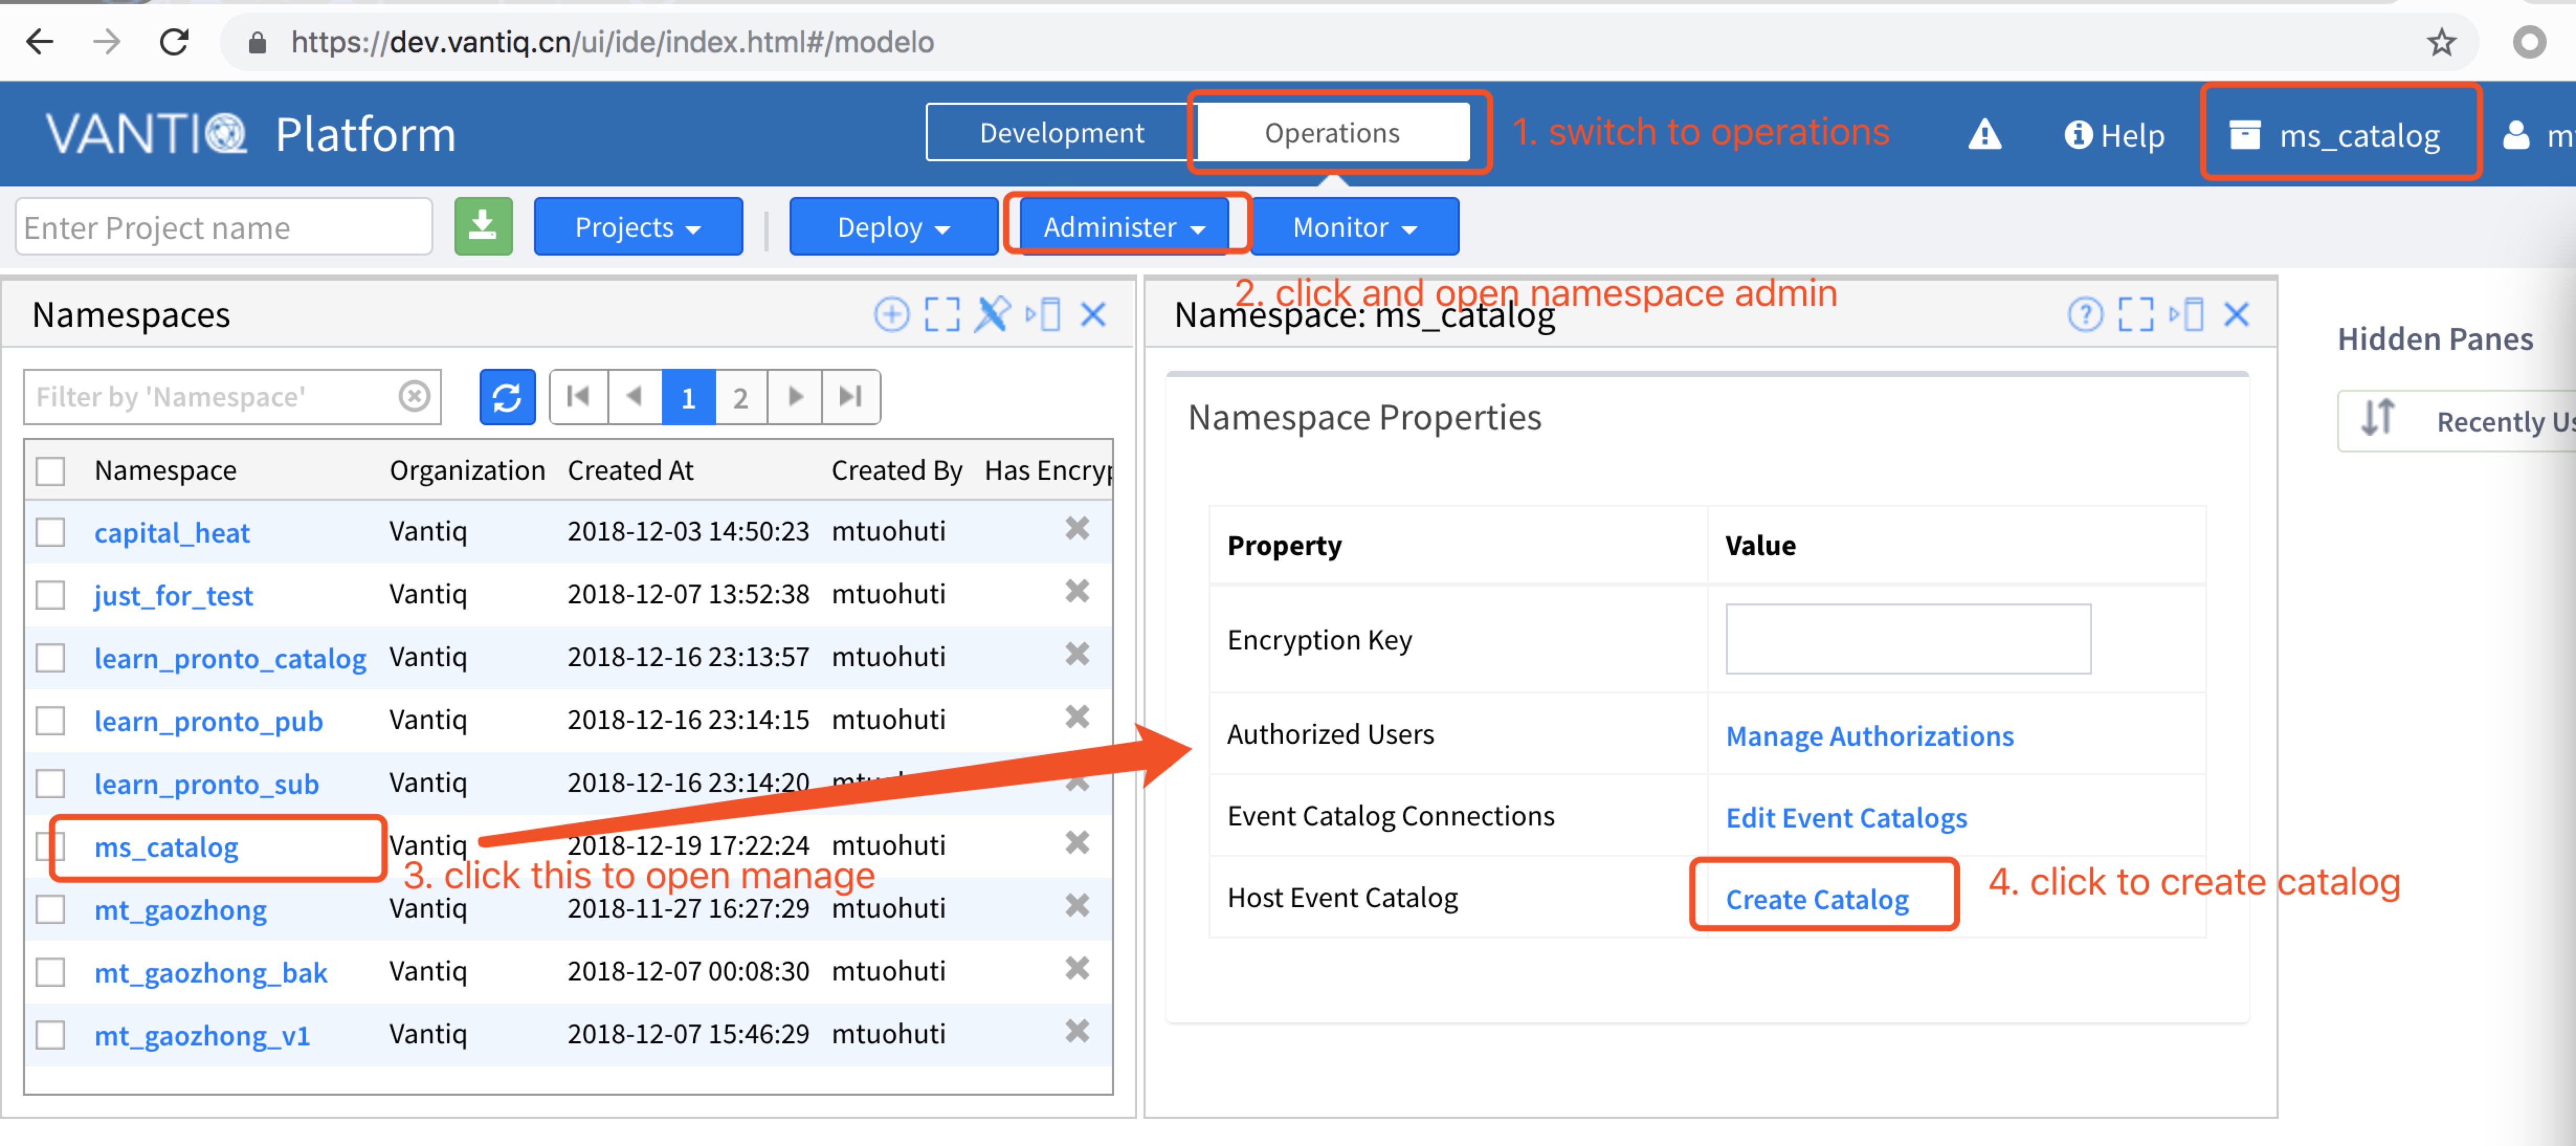 https://dev.vantiq.cn/ui/ide/index.html#/modelo
VANTIQ Platform
Development
Operations
1. switch to operations
Help
ms_catalog
Enter Project name
Projects
Deploy
Administer
Monitor
2. click and open namespace admin
Namespaces
Namespace: ms_catalog
Hidden Panes
Filter by 'Namespace'
1
2
Recently
Namespace Properties
Namespace Organization Created At Created By Has
capital_heat Vantiq 2018-12-03 14:50:23 mtuohuti
just_for_test Vantiq 2018-12-07 13:52:38 mtuohuti
learn_pronto_catalog Vantiq 2018-12-16 23:13:57 mtuohuti
learn_pronto_pub Vantiq 2018-12-16 23:14:15 mtuohuti
learn_pronto_sub Vantiq 2018-12-16 23:14:20
ms_catalog Vantiq 2018-12-19 17:22:24 mtuohuti
3. click this to open manage
mt_gaozhong Vantiq 2018-11-27 16:27:29 mtuohuti
mt_gaozhong_bak Vantiq 2018-12-07 00:08:30 mtuohuti
mt_gaozhong_v1 Vantiq 2018-12-07 15:46:29 mtuohuti
Property Value
Encryption Key
Authorized Users Manage Authorizations
Event Catalog Connections Edit Event Catalogs
Host Event Catalog Create Catalog
4. click to create catalog